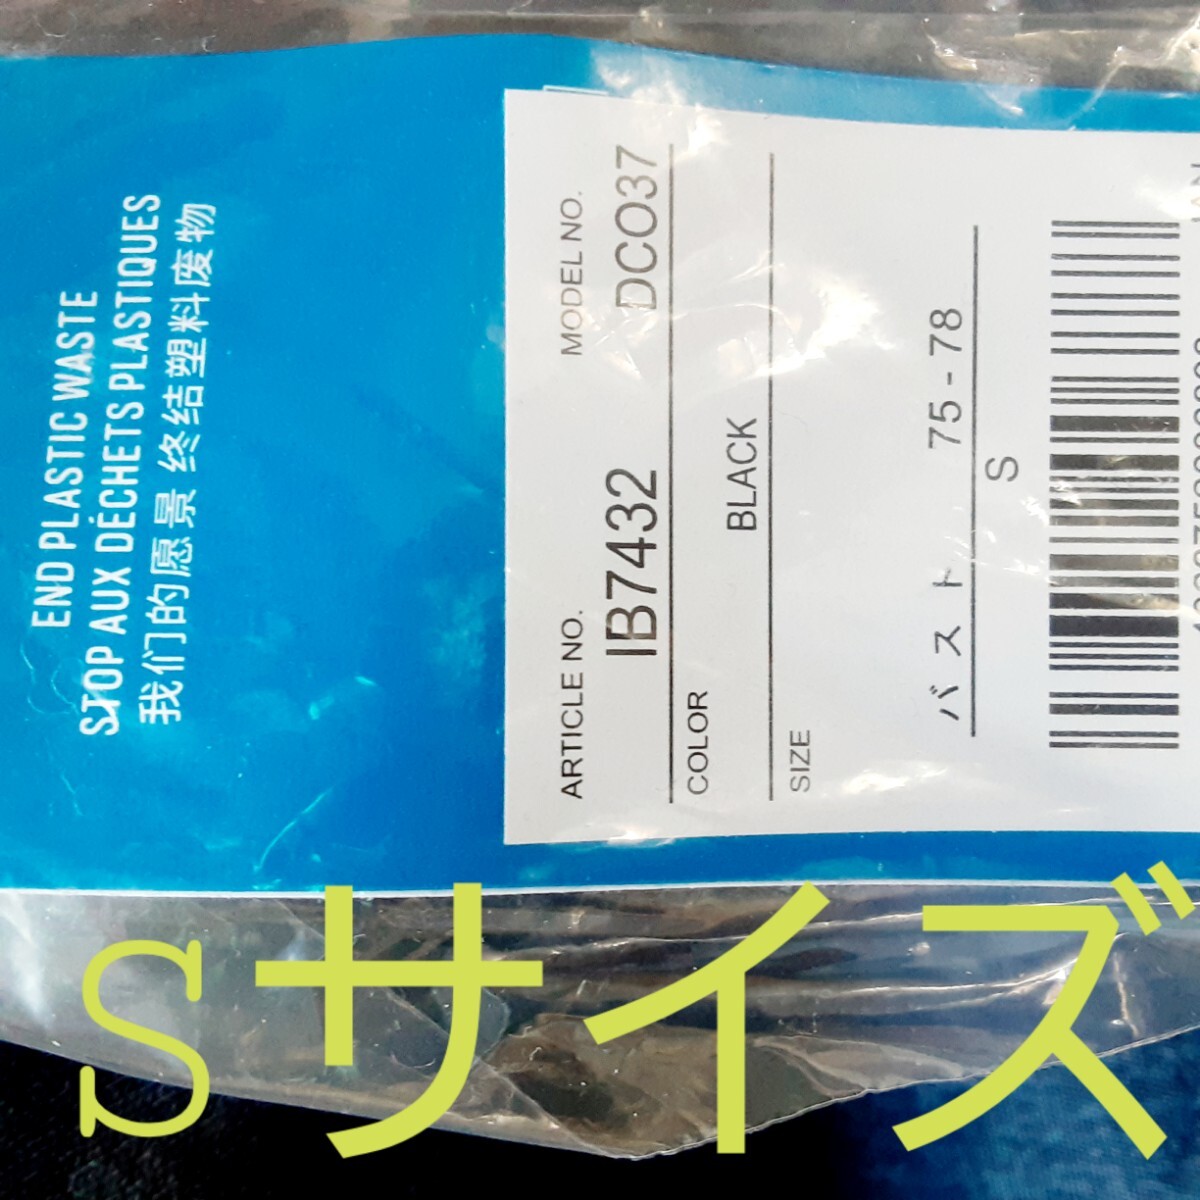 END PLASTIC WASTE
STOP AUX DÉCHETS PLASTIQUES
我们的愿景 终结塑料废物
ARTICLE NO. MODEL NO.
IB7432 DCO37
COLOR
BLACK
SIZE
バスト 75-78
S
Sサイズ